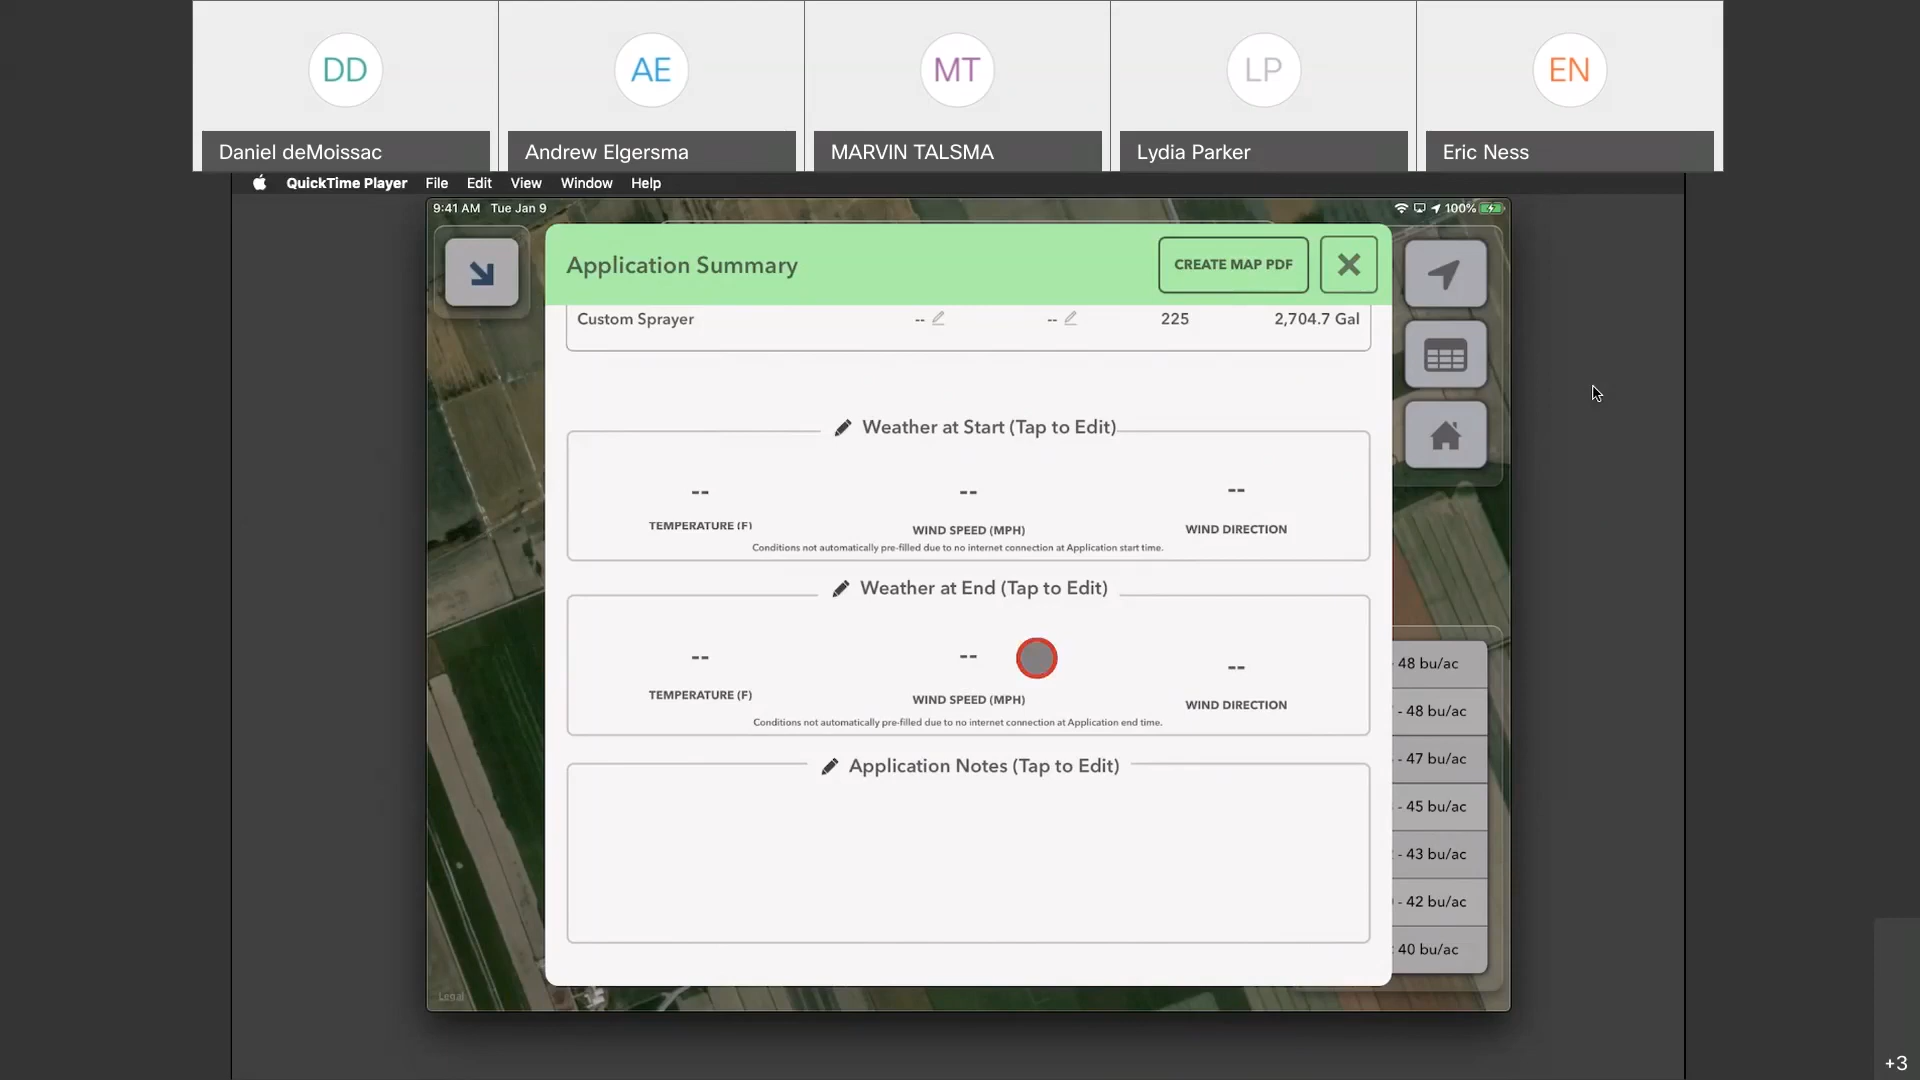 DD
AE
MT
LP
EN
Daniel deMoissac
Andrew Elgersma
MARVIN TALSMA
Lydia Parker
Eric Ness
QuickTime Player File Edit View Window Help
9:41 AM Tue Jan 9
100%
Application Summary
CREATE MAP PDF
Custom Sprayer -- -- 225 2,704.7 Gal
Weather at Start (Tap to Edit)
-- -- --
TEMPERATURE (F) WIND SPEED (MPH) WIND DIRECTION
Conditions not automatically pre-filled due to no internet connection at Application start time.
Weather at End (Tap to Edit)
-- -- --
TEMPERATURE (F) WIND SPEED (MPH) WIND DIRECTION
Conditions not automatically pre-filled due to no internet connection at Application end time.
Application Notes (Tap to Edit)
48 bu/ac
- 48 bu/ac
- 47 bu/ac
- 45 bu/ac
- 43 bu/ac
- 42 bu/ac
40 bu/ac
Legal
+3